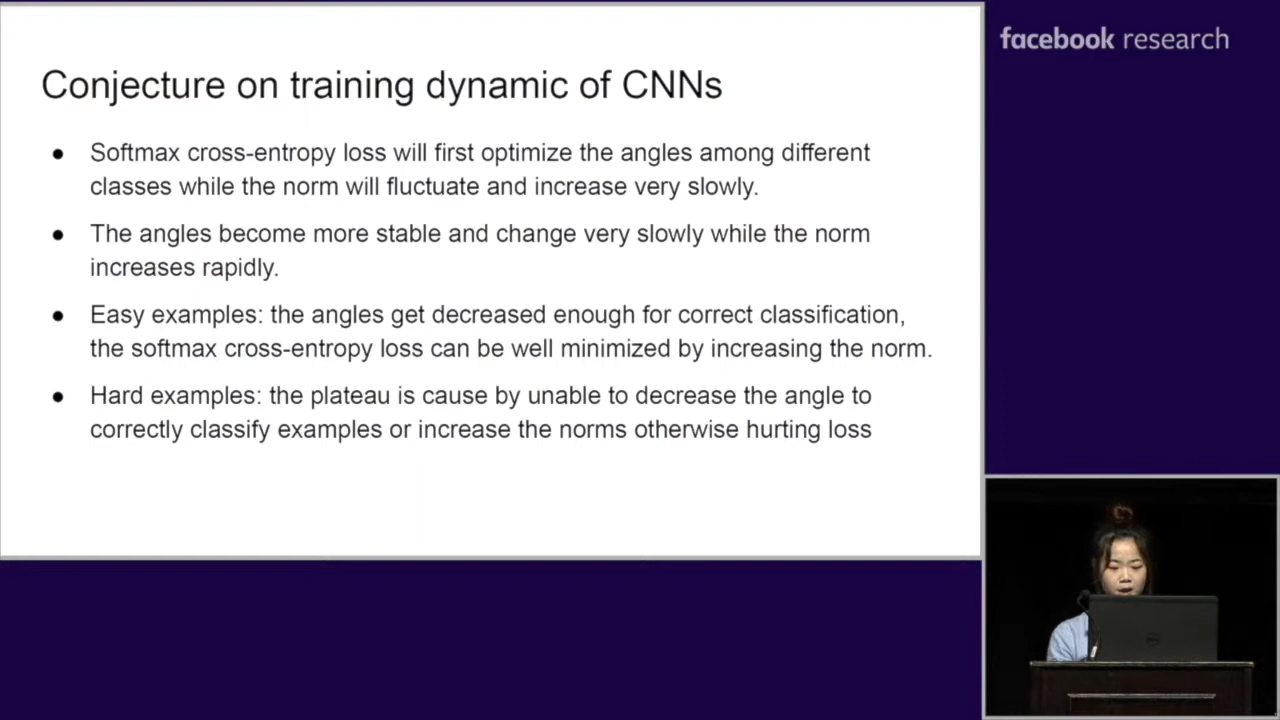 facebook research
Conjecture on training dynamic of CNNs
● Softmax cross-entropy loss will first optimize the angles among different
classes while the norm will fluctuate and increase very slowly.
● The angles become more stable and change very slowly while the norm
increases rapidly.
● Easy examples: the angles get decreased enough for correct classification,
the softmax cross-entropy loss can be well minimized by increasing the norm.
● Hard examples: the plateau is cause by unable to decrease the angle to
correctly classify examples or increase the norms otherwise hurting loss